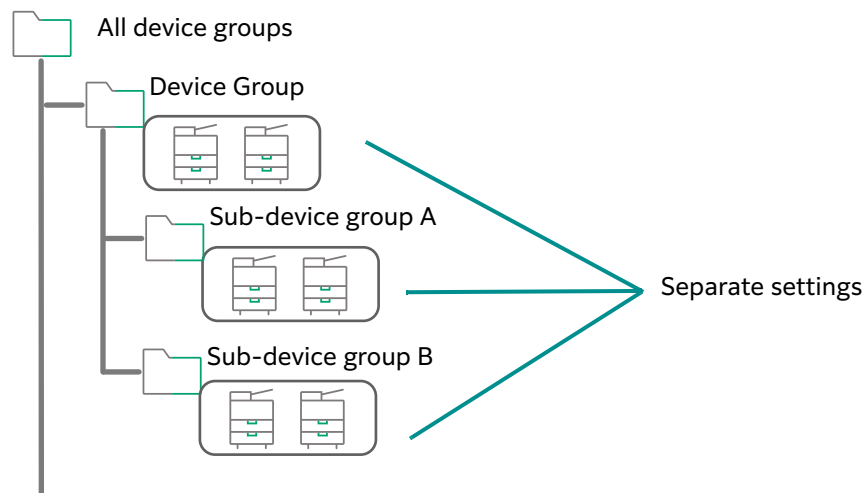 All device groups
Device Group
Sub-device group A
Separate settings
Sub-device group B